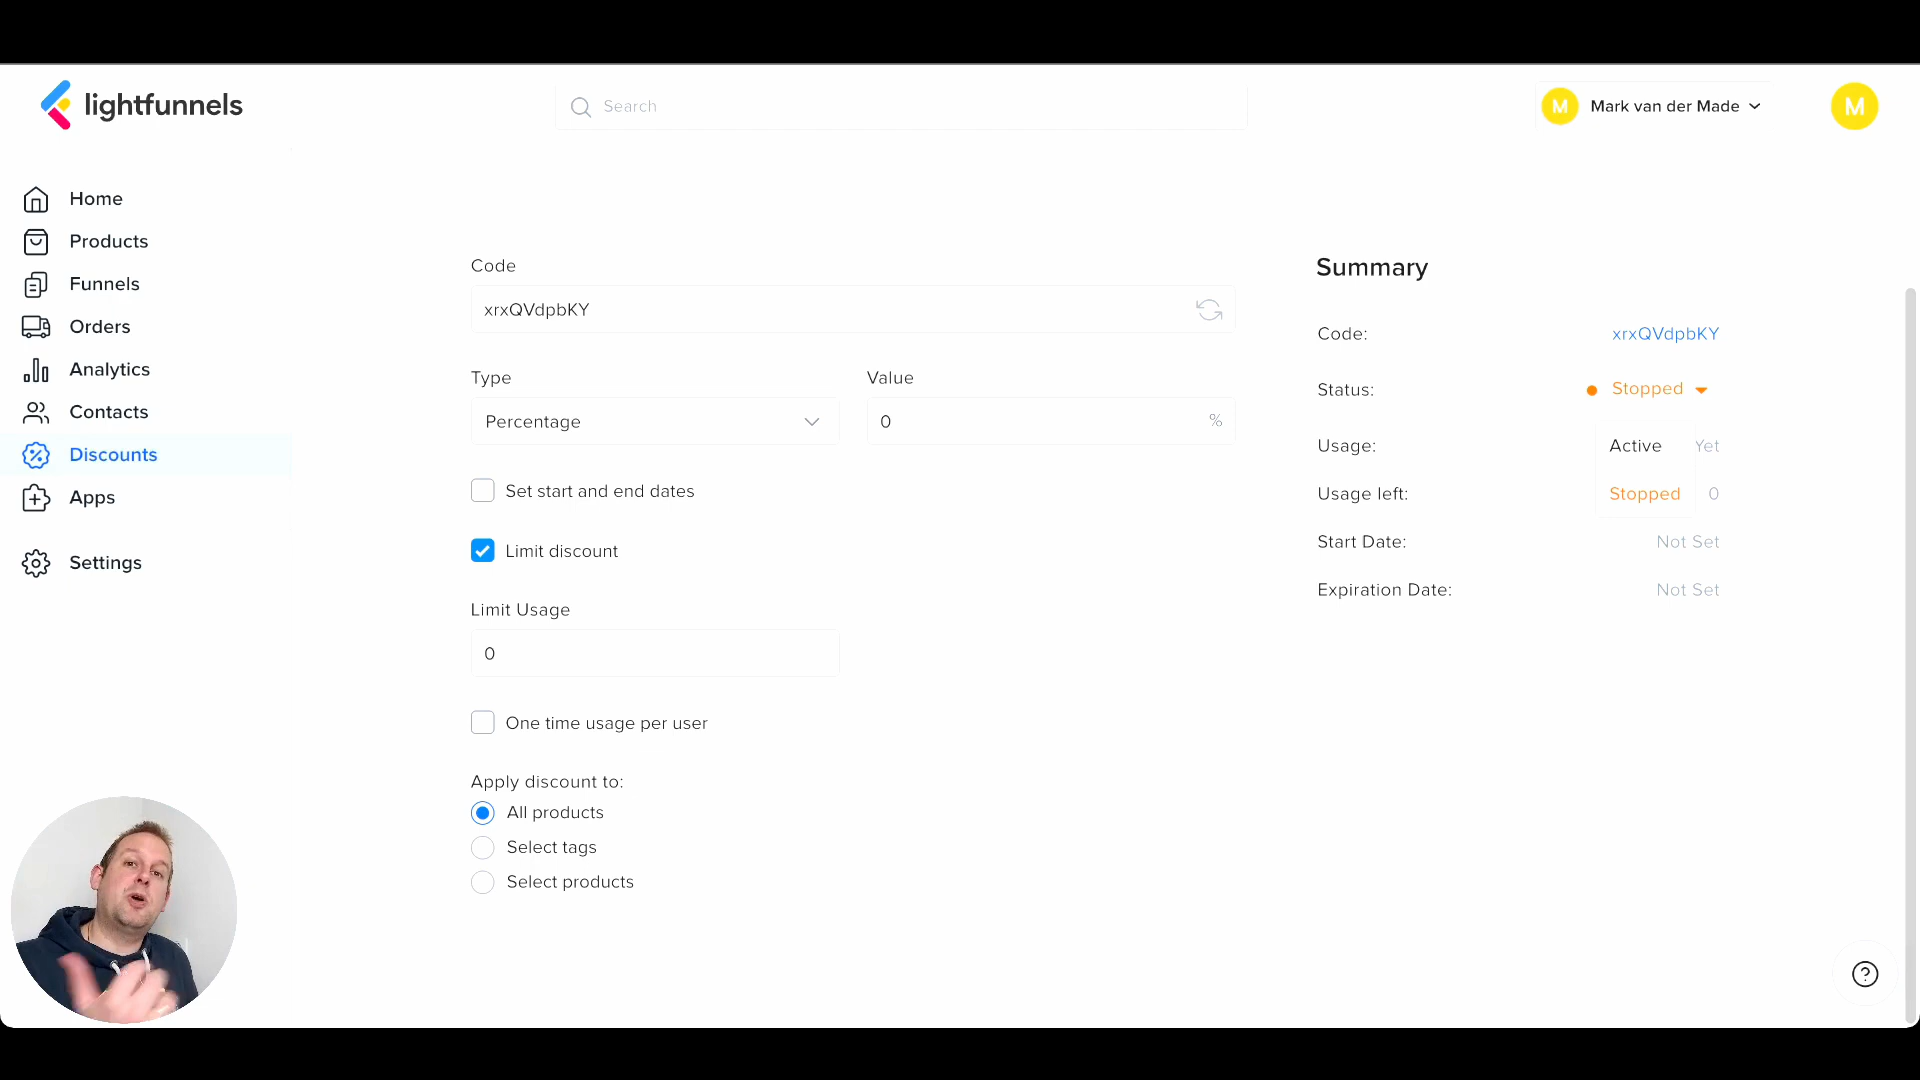 lightfunnels
Search
M Mark van der Made
M
Home
Products
Funnels
Orders
Analytics
Contacts
Discounts
Apps
Settings
Code
xrxQVdpbKY
Type
Percentage
Value
0 %
Set start and end dates
Limit discount
Limit Usage
0
One time usage per user
Apply discount to:
All products
Select tags
Select products
Summary
Code: xrxQVdpbKY
Status: Stopped
Usage: Yet
Active
Usage left: 0
Stopped
Start Date: Not Set
Expiration Date: Not Set
?